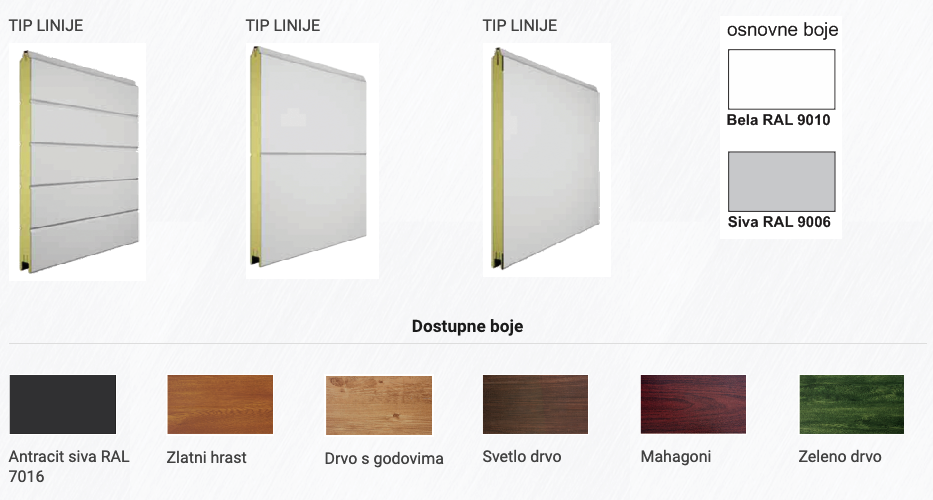 TIP LINIJE
TIP LINIJE
TIP LINIJE
osnovne boje
Bela RAL 9010
Siva RAL 9006
Dostupne boje
Antracit siva RAL
7016
Zlatni hrast
Drvo s godovima
Svetlo drvo
Mahagoni
Zeleno drvo